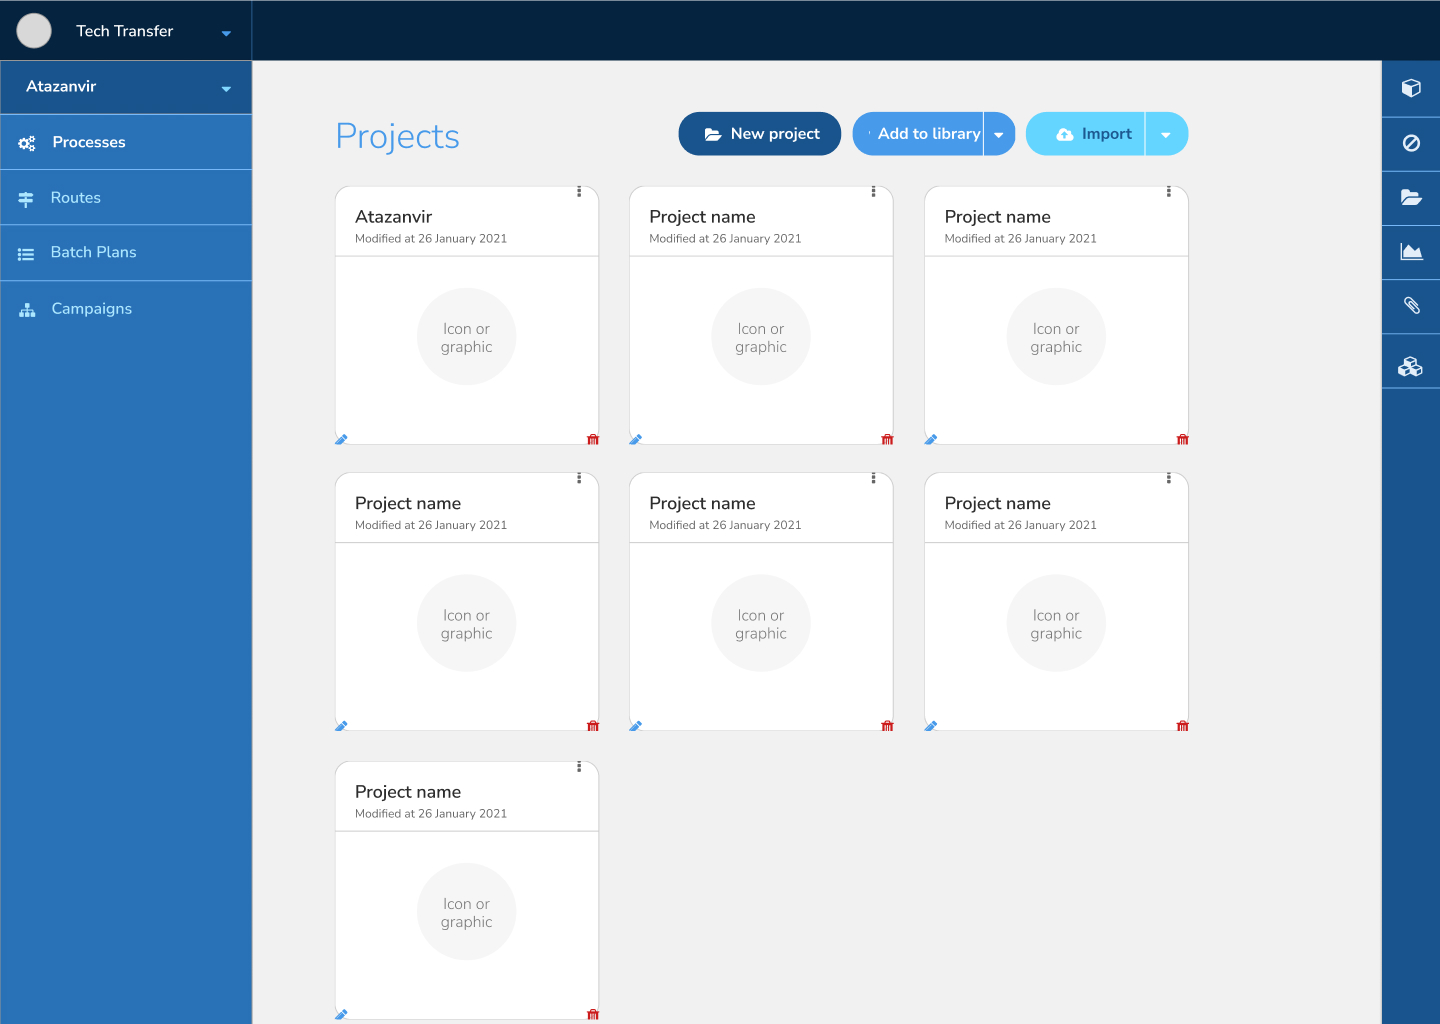 Tech Transfer
Atazanvir
Processes
Routes
Batch Plans
Campaigns
Projects
New project
Add to library
Import
Atazanvir
Modified at 26 January 2021
Icon or
graphic
Project name
Modified at 26 January 2021
Icon or
graphic
Project name
Modified at 26 January 2021
Icon or
graphic
Project name
Modified at 26 January 2021
Icon or
graphic
Project name
Modified at 26 January 2021
Icon or
graphic
Project name
Modified at 26 January 2021
Icon or
graphic
Project name
Modified at 26 January 2021
Icon or
graphic